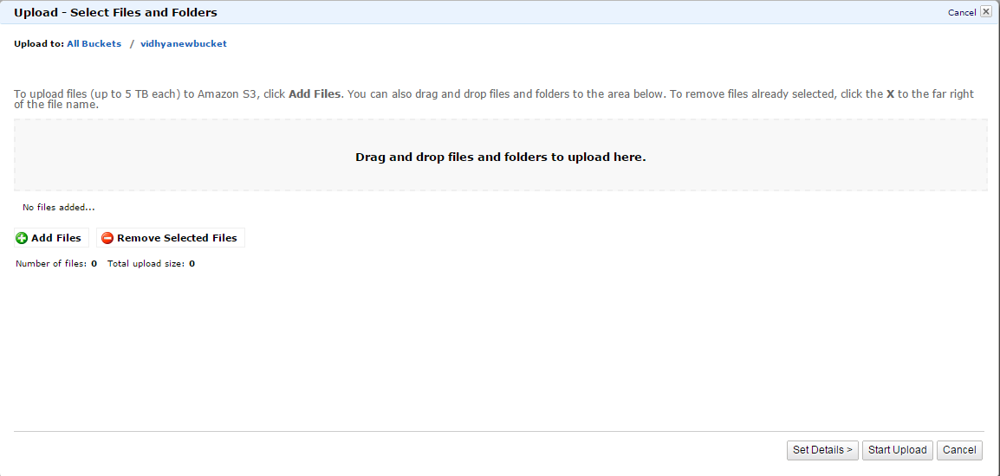 Upload - Select Files and Folders
Cancel
Upload to: All Buckets / vidhyanewbucket
To upload files (up to 5 TB each) to Amazon S3, click Add Files. You can also drag and drop files and folders to the area below. To remove files already selected, click the X to the far right
of the file name.
Drag and drop files and folders to upload here.
No files added...
Add Files Remove Selected Files
Number of files: 0 Total upload size: 0
Set Details > Start Upload Cancel